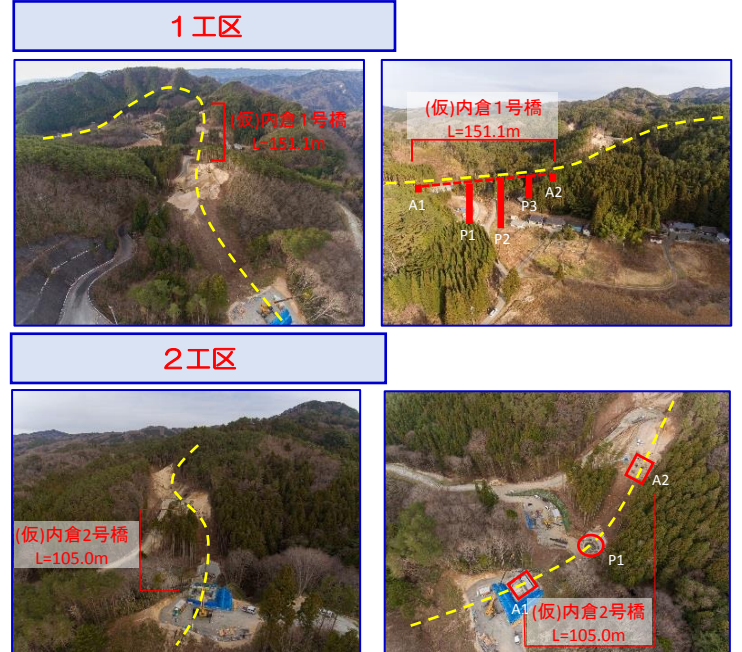 1工区
(仮)内倉1号橋
L=151.1m
(仮)内倉1号橋
L=151.1m
A1
P1
P2
P3
A2
2工区
(仮)内倉2号橋
L=105.0m
A2
P1
A1
(仮)内倉2号橋
L=105.0m